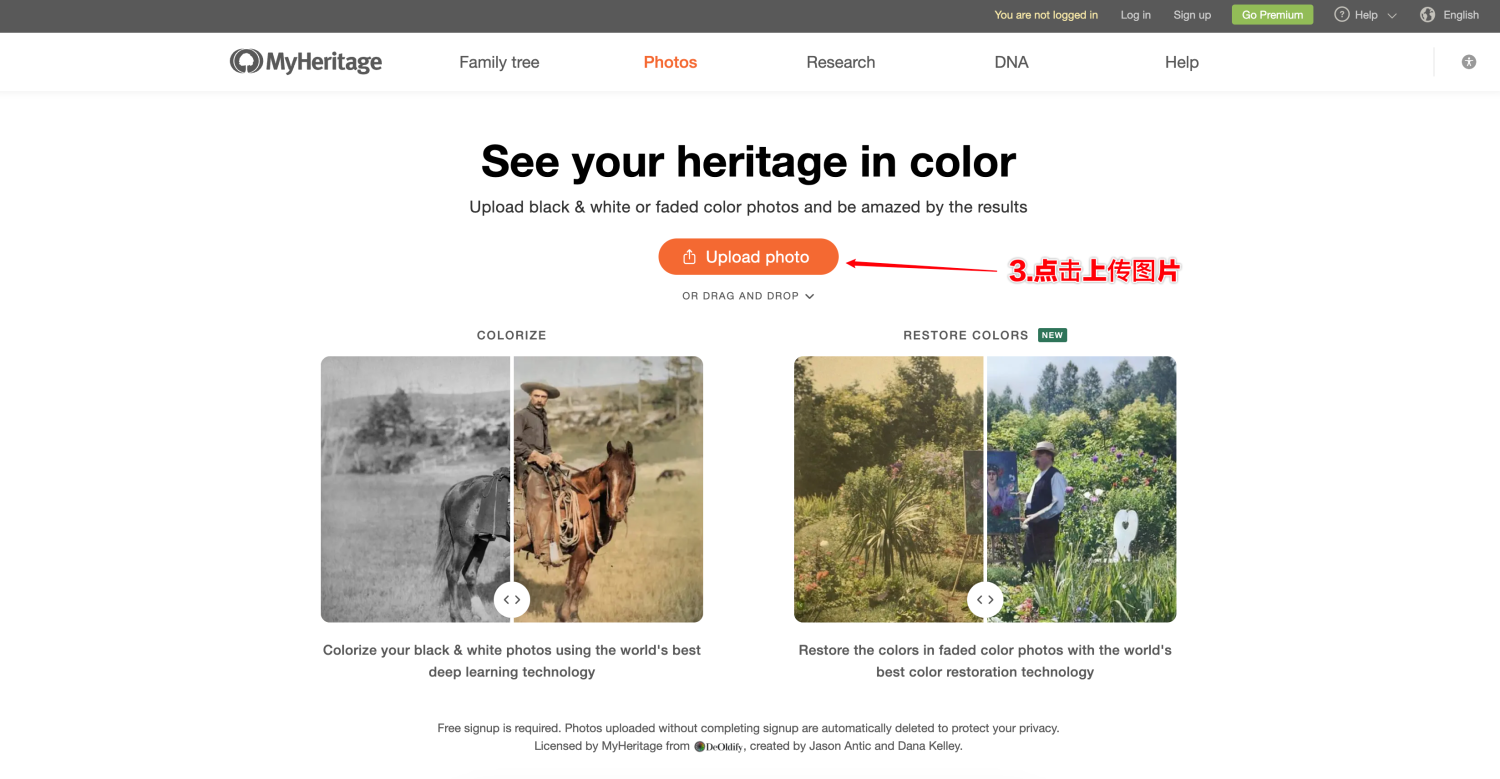 You are not logged in Log in Sign up Go Premium ? Help English
MyHeritage Family tree Photos Research DNA Help
See your heritage in color
Upload black & white or faded color photos and be amazed by the results
Upload photo
3.点击上传图片
OR DRAG AND DROP
COLORIZE
RESTORE COLORS NEW
Colorize your black & white photos using the world's best
deep learning technology
Restore the colors in faded color photos with the world's
best color restoration technology
Free signup is required. Photos uploaded without completing signup are automatically deleted to protect your privacy.
Licensed by MyHeritage from DeOldify, created by Jason Antic and Dana Kelley.